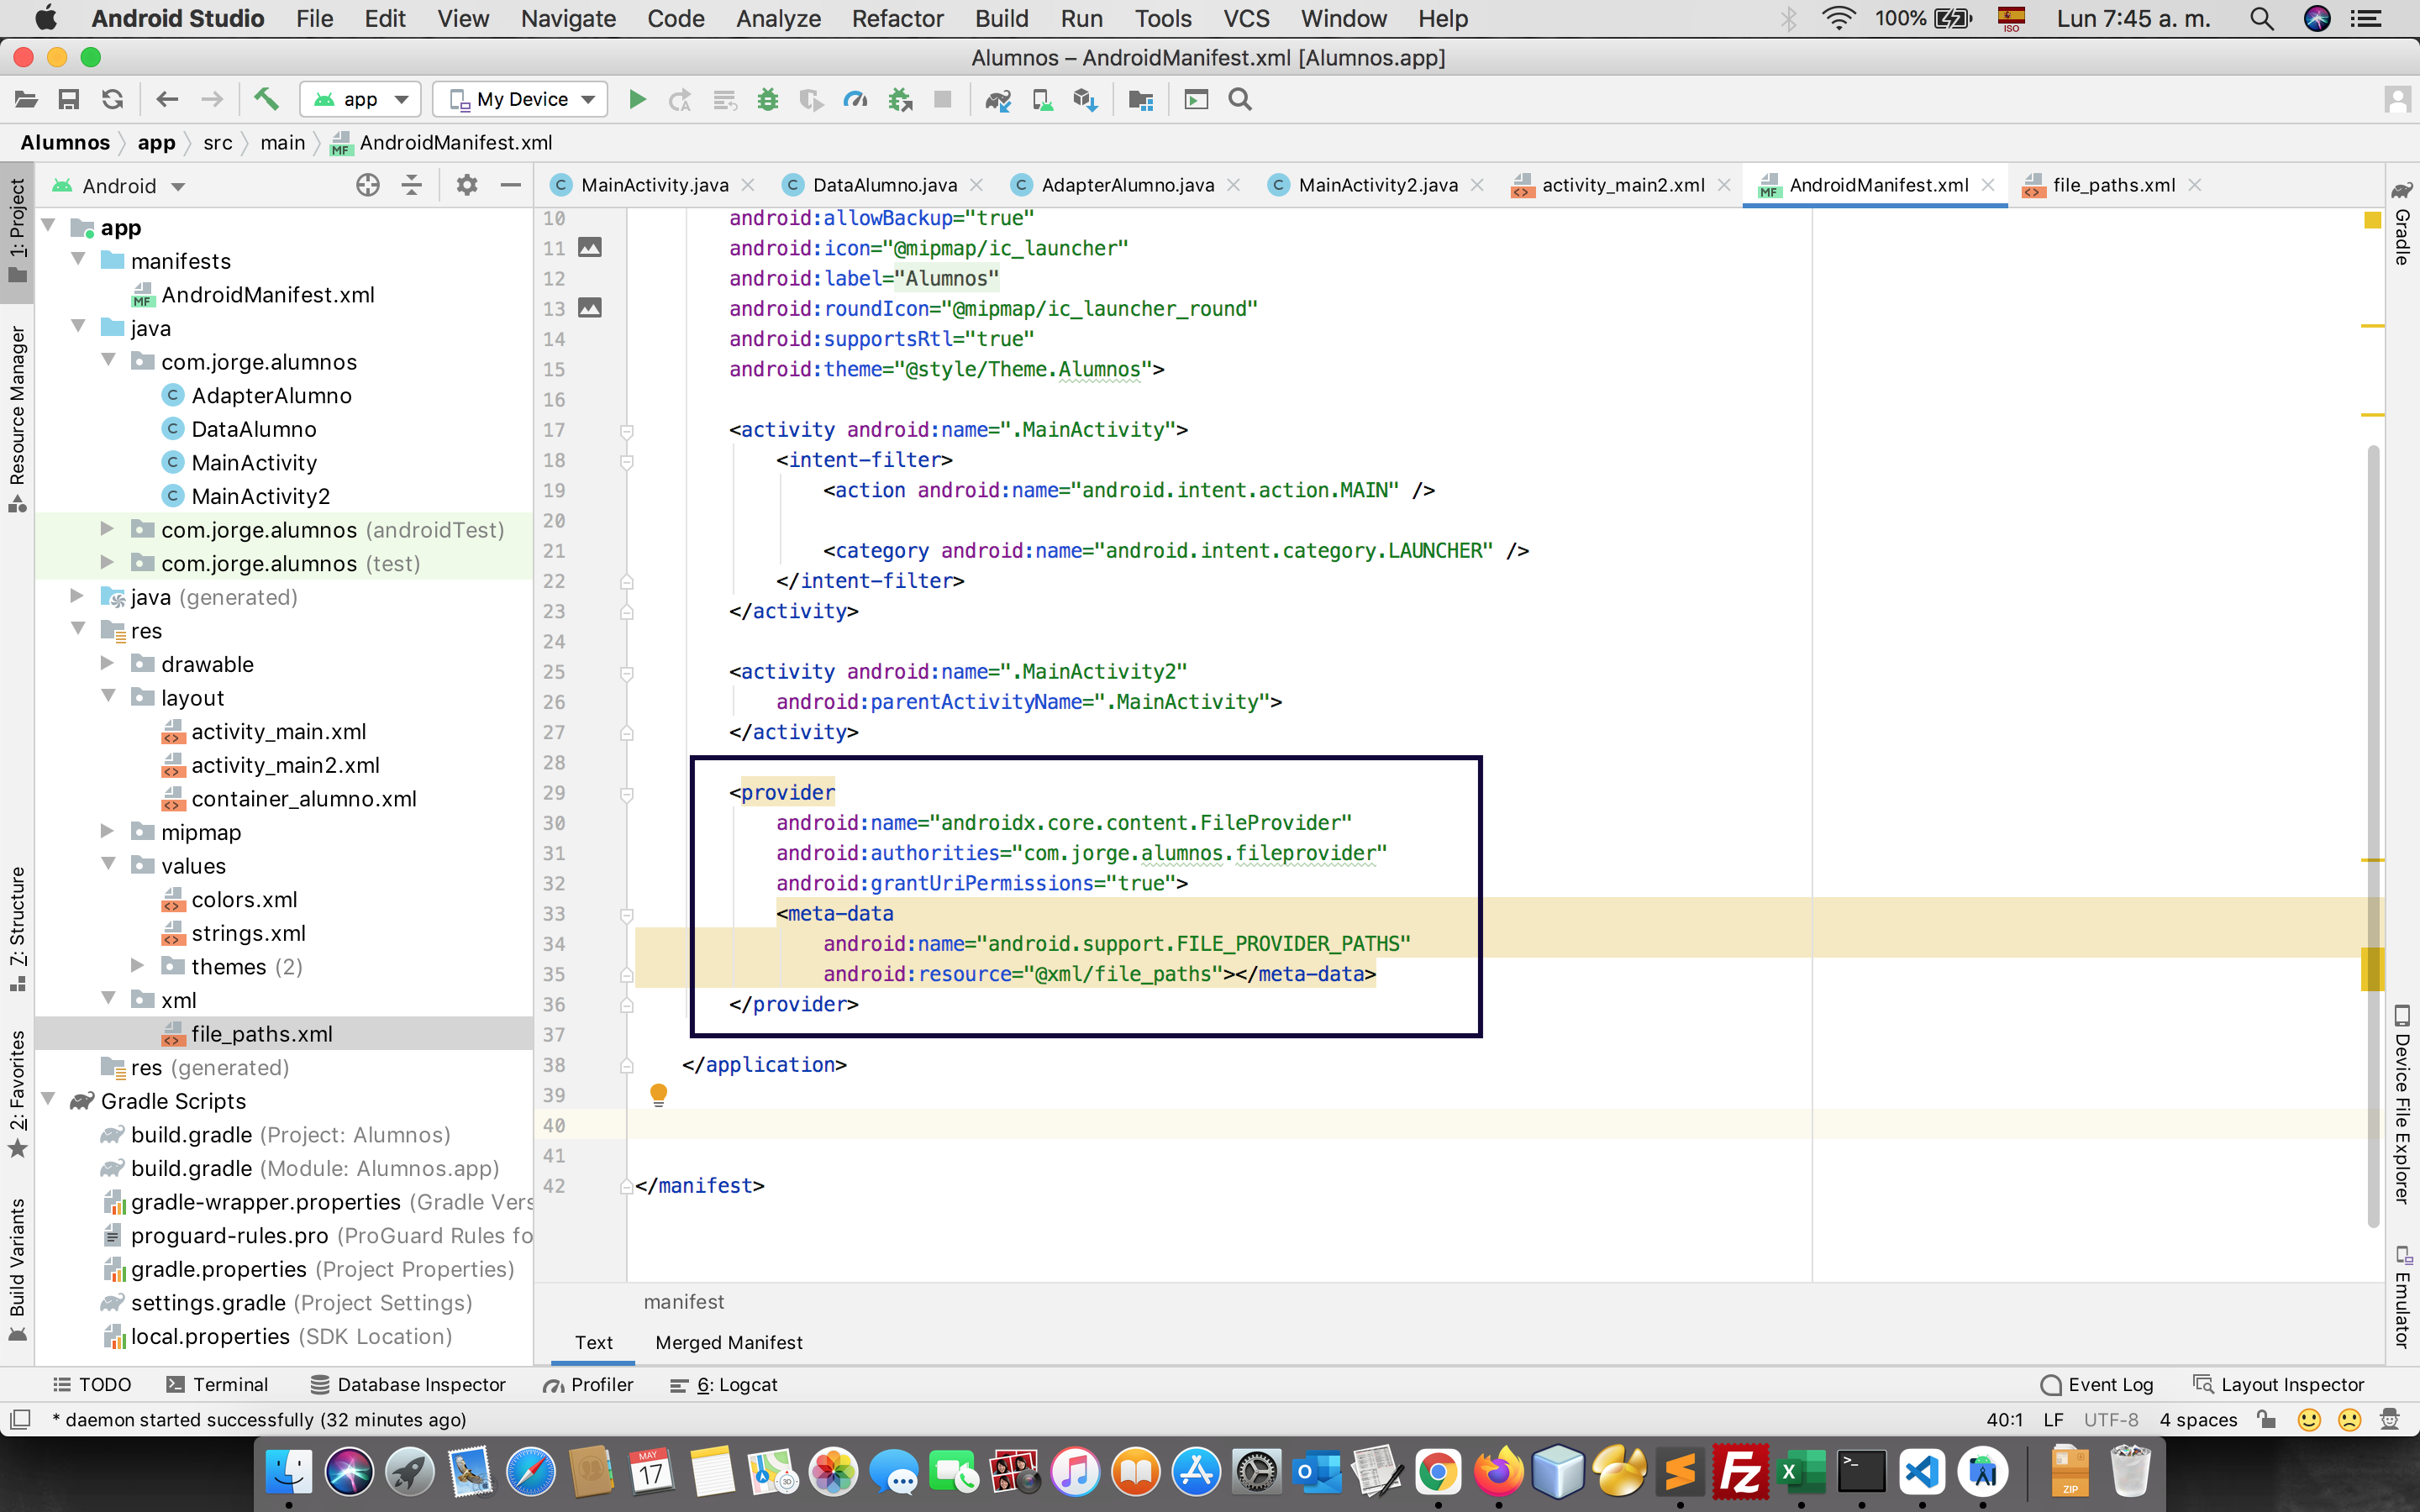 Android Studio File Edit View Navigate Code Analyze Refactor Build Run Tools VCS Window Help 100% ISO Lun 7:45 a. m.
Alumnos – AndroidManifest.xml [Alumnos.app]
app My Device
Alumnos app src main MF AndroidManifest.xml
Android
MainActivity.java DataAlumno.java AdapterAlumno.java MainActivity2.java activity_main2.xml AndroidManifest.xml file_paths.xml
1: Project
Resource Manager
7: Structure
2: Favorites
Build Variants
app
manifests
AndroidManifest.xml
java
com.jorge.alumnos
AdapterAlumno
DataAlumno
MainActivity
MainActivity2
com.jorge.alumnos (androidTest)
com.jorge.alumnos (test)
java (generated)
res
drawable
layout
activity_main.xml
activity_main2.xml
container_alumno.xml
mipmap
values
colors.xml
strings.xml
themes (2)
xml
file_paths.xml
res (generated)
Gradle Scripts
build.gradle (Project: Alumnos)
build.gradle (Module: Alumnos.app)
gradle-wrapper.properties (Gradle Vers
proguard-rules.pro (ProGuard Rules fo
gradle.properties (Project Properties)
settings.gradle (Project Settings)
local.properties (SDK Location)
10 android:allowBackup="true"
11 android:icon="@mipmap/ic_launcher"
12 android:label="Alumnos"
13 android:roundIcon="@mipmap/ic_launcher_round"
14 android:supportsRtl="true"
15 android:theme="@style/Theme.Alumnos">
16
17 <activity android:name=".MainActivity">
18 <intent-filter>
19 <action android:name="android.intent.action.MAIN" />
20
21 <category android:name="android.intent.category.LAUNCHER" />
22 </intent-filter>
23 </activity>
24
25 <activity android:name=".MainActivity2"
26 android:parentActivityName=".MainActivity">
27 </activity>
28
29 <provider
30 android:name="androidx.core.content.FileProvider"
31 android:authorities="com.jorge.alumnos.fileprovider"
32 android:grantUriPermissions="true">
33 <meta-data
34 android:name="android.support.FILE_PROVIDER_PATHS"
35 android:resource="@xml/file_paths"></meta-data>
36 </provider>
37
38 </application>
39
40
41
42 </manifest>
manifest
Text Merged Manifest
Gradle
Device File Explorer
Emulator
TODO Terminal Database Inspector Profiler 6: Logcat Event Log Layout Inspector
* daemon started successfully (32 minutes ago) 40:1 LF UTF-8 4 spaces
MAY
17
ZIP